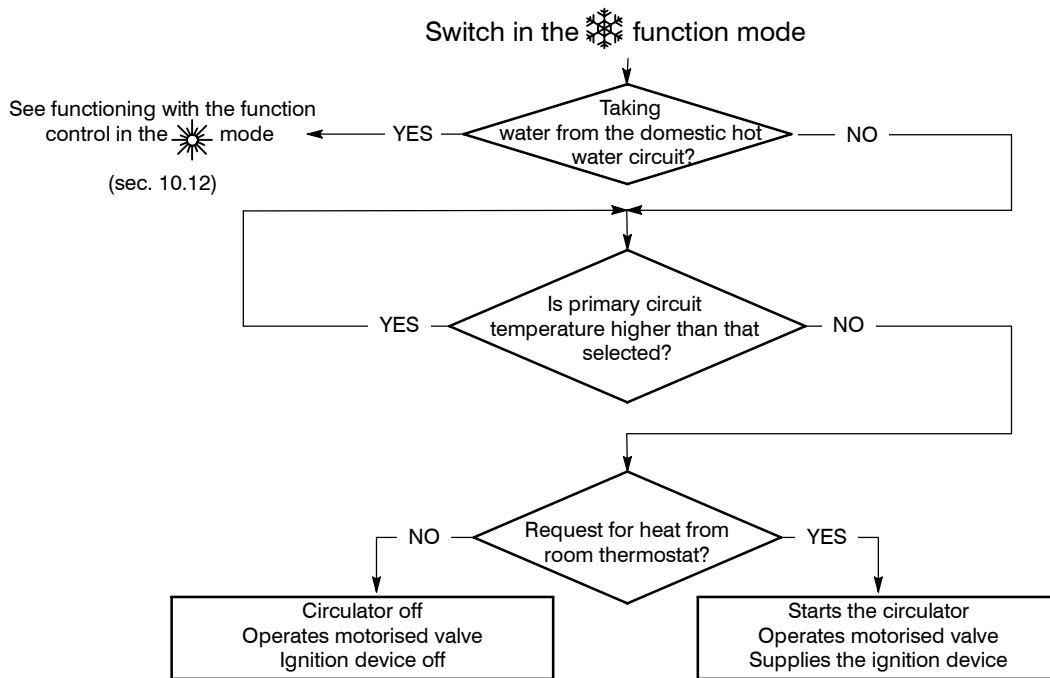 Switch in the function mode
Taking
water from the domestic hot
water circuit?
YES
NO
See functioning with the function
control in the mode
(sec. 10.12)
Is primary circuit
temperature higher than that
selected?
YES
NO
Request for heat from
room thermostat?
NO
YES
Circulator off
Operates motorised valve
Ignition device off
Starts the circulator
Operates motorised valve
Supplies the ignition device